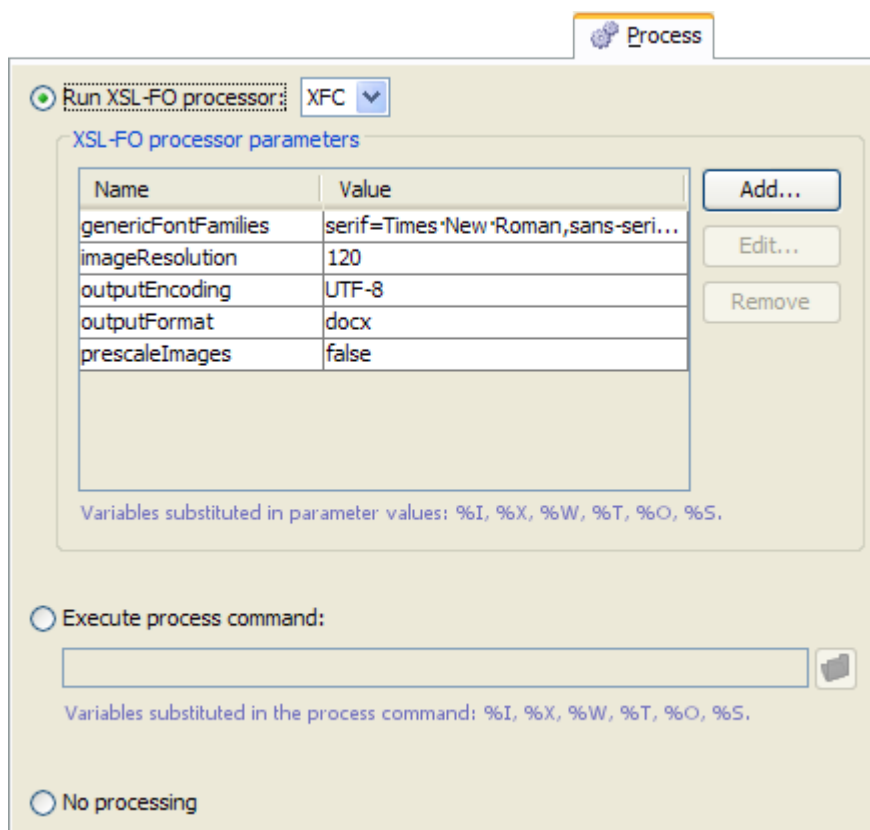 Process
Run XSL-FO processor: XFC
XSL-FO processor parameters
Name Value Add...
genericFontFamilies serif=Times·New·Roman,sans-seri...
imageResolution 120 Edit...
outputEncoding UTF-8 Remove
outputFormat docx
prescaleImages false
Variables substituted in parameter values: %I, %X, %W, %T, %O, %S.
Execute process command:
Variables substituted in the process command: %I, %X, %W, %T, %O, %S.
No processing